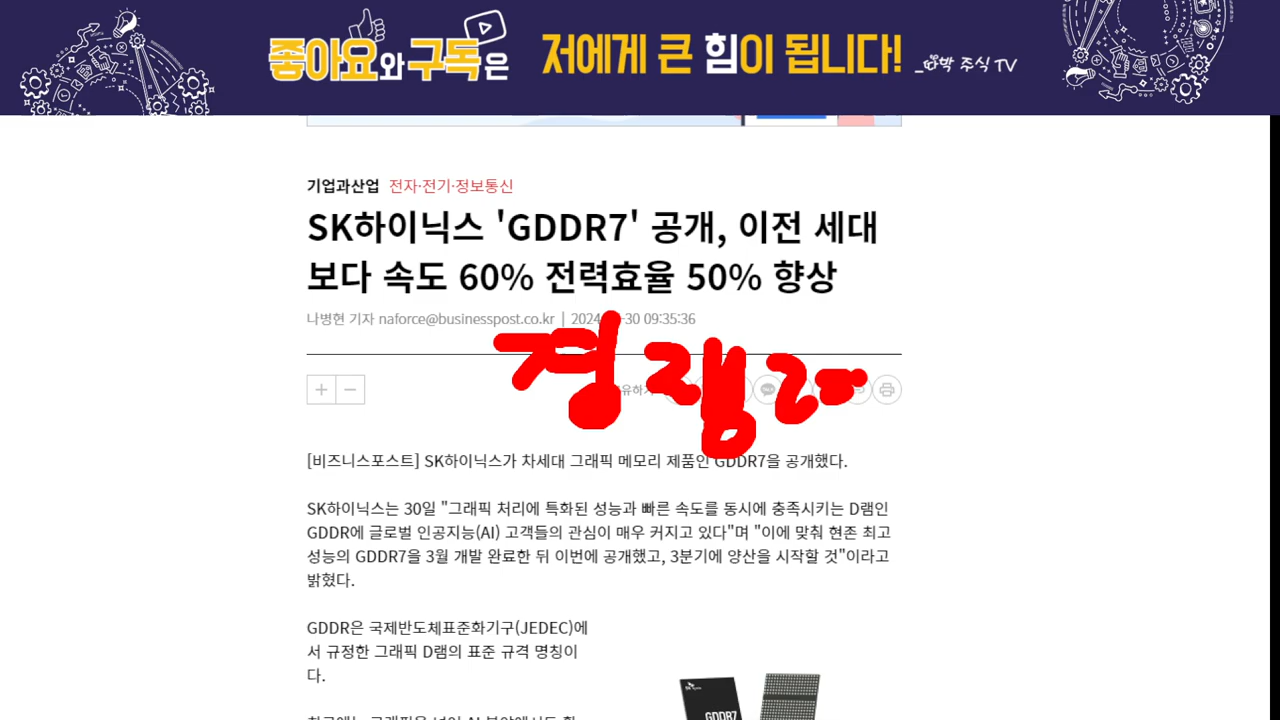 좋아요와 구독은 저에게 큰 힘이 됩니다!
기업과산업 전자·전기·정보통신
SK하이닉스 'GDDR7' 공개, 이전 세대
보다 속도 60% 전력효율 50% 향상
나병현 기자 naforce@businesspost.co.kr | 2024 30 09:35:36
[비즈니스포스트] SK하이닉스가 차세대 그래픽 메모리 제품인 GDDR7을 공개했다.
SK하이닉스는 30일 "그래픽 처리에 특화된 성능과 빠른 속도를 동시에 충족시키는 D램인
GDDR에 글로벌 인공지능(AI) 고객들의 관심이 매우 커지고 있다"며 "이에 맞춰 현존 최고
성능의 GDDR7을 3월 개발 완료한 뒤 이번에 공개했고, 3분기에 양산을 시작할 것"이라고
밝혔다.
GDDR은 국제반도체표준화기구(JEDEC)에
서 규정한 그래픽 D램의 표준 규격 명칭이
다.
GDDR7